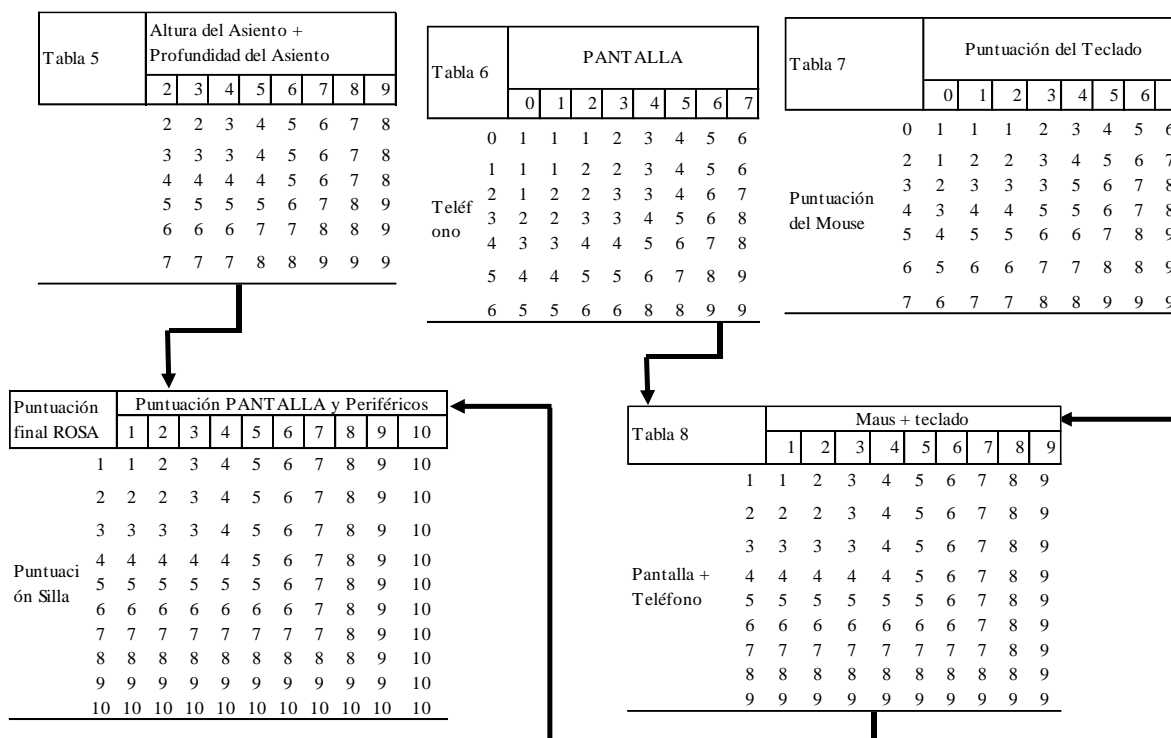 Tabla 5
Altura del Asiento +
Profundidad del Asiento
2 3 4 5 6 7 8 9
2 2 3 4 5 6 7 8
3 3 3 4 5 6 7 8
4 4 4 4 5 6 7 8
5 5 5 5 6 7 8 9
6 6 6 7 7 8 8 9
7 7 7 8 8 9 9 9
Tabla 6
PANTALLA
0 1 2 3 4 5 6 7
Teléf
ono
0 1 1 1 2 3 4 5 6
1 1 1 2 2 3 4 5 6
2 1 2 2 3 3 4 6 7
3 2 2 3 3 4 5 6 8
4 3 3 4 4 5 6 7 8
5 4 4 5 5 6 7 8 9
6 5 5 6 6 8 8 9 9
Tabla 7
Puntuación del Teclado
0 1 2 3 4 5 6
Puntuación
del Mouse
0 1 1 1 2 3 4 5 6
2 1 2 2 3 4 5 6 7
3 2 3 3 3 5 6 7 8
4 3 4 4 5 5 6 7 8
5 4 5 5 6 6 7 8 9
6 5 6 6 7 7 8 8 9
7 6 7 7 8 8 9 9 9
Puntuación
final ROSA
Puntuación PANTALLA y Periféricos
1 2 3 4 5 6 7 8 9 10
Puntuaci
ón Silla
1 1 2 3 4 5 6 7 8 9 10
2 2 2 3 4 5 6 7 8 9 10
3 3 3 3 4 5 6 7 8 9 10
4 4 4 4 4 5 6 7 8 9 10
5 5 5 5 5 5 6 7 8 9 10
6 6 6 6 6 6 6 7 8 9 10
7 7 7 7 7 7 7 7 8 9 10
8 8 8 8 8 8 8 8 8 9 10
9 9 9 9 9 9 9 9 9 9 10
10 10 10 10 10 10 10 10 10 10 10
Tabla 8
Maus + teclado
1 2 3 4 5 6 7 8 9
Pantalla +
Teléfono
1 1 2 3 4 5 6 7 8 9
2 2 2 3 4 5 6 7 8 9
3 3 3 3 4 5 6 7 8 9
4 4 4 4 4 5 6 7 8 9
5 5 5 5 5 5 6 7 8 9
6 6 6 6 6 6 6 7 8 9
7 7 7 7 7 7 7 7 8 9
8 8 8 8 8 8 8 8 8 9
9 9 9 9 9 9 9 9 9 9